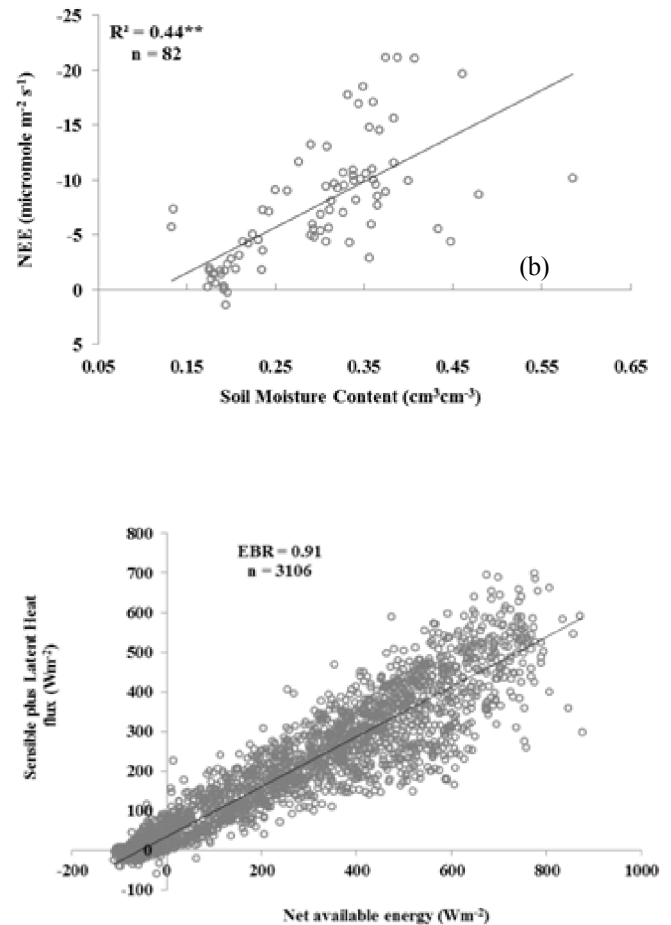 R² = 0.44**
n = 82
-25
-20
-15
-10
-5
0
5
NEE (micromole m⁻² s⁻¹)
(b)
0.05 0.15 0.25 0.35 0.45 0.55 0.65
Soil Moisture Content (cm³cm⁻³)
EBR = 0.91
n = 3106
800
700
600
500
400
300
200
100
0
-100
Sensible plus Latent Heat
flux (Wm⁻²)
-200 0 200 400 600 800 1000
Net available energy (Wm⁻²)